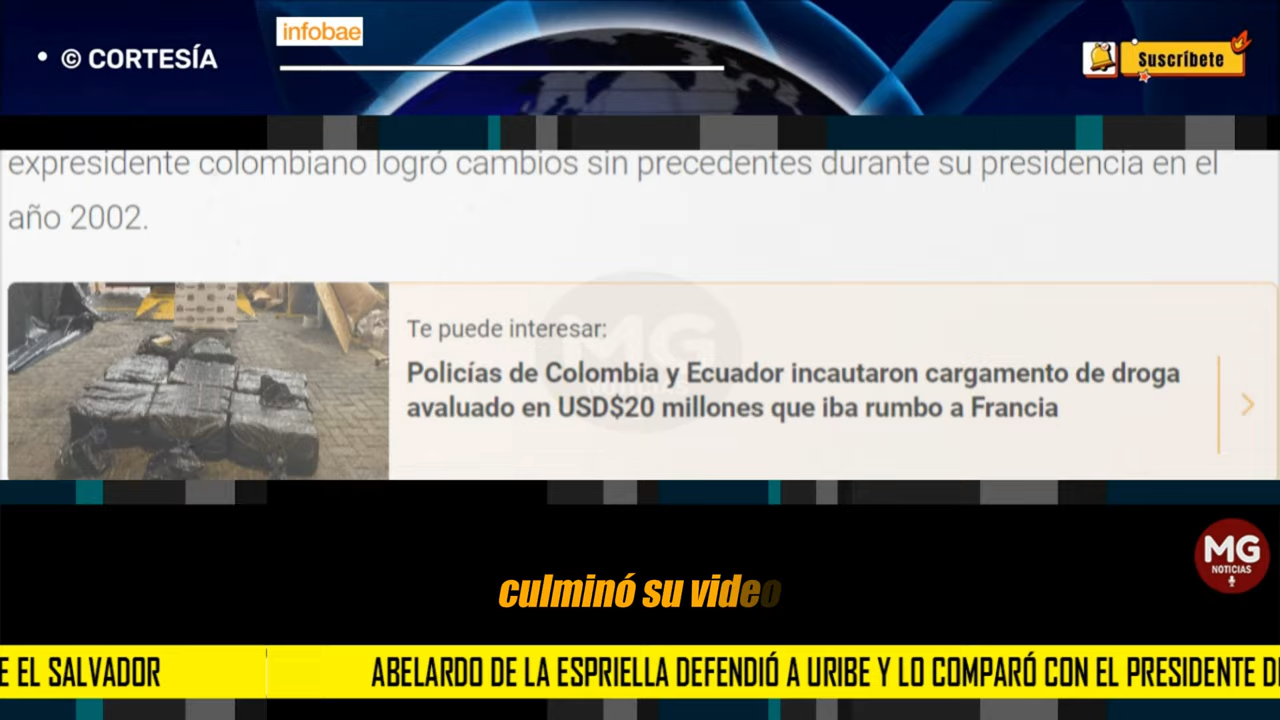 infobae
• © CORTESÍA
Suscríbete
expresidente colombiano logró cambios sin precedentes durante su presidencia en el
año 2002.
Te puede interesar:
Policías de Colombia y Ecuador incautaron cargamento de droga
avaluado en USD$20 millones que iba rumbo a Francia
MG
NOTICIAS
MG
NOTICIAS
culminó su video
E EL SALVADOR ABELARDO DE LA ESPRIELLA DEFENDIÓ A URIBE Y LO COMPARÓ CON EL PRESIDENTE D